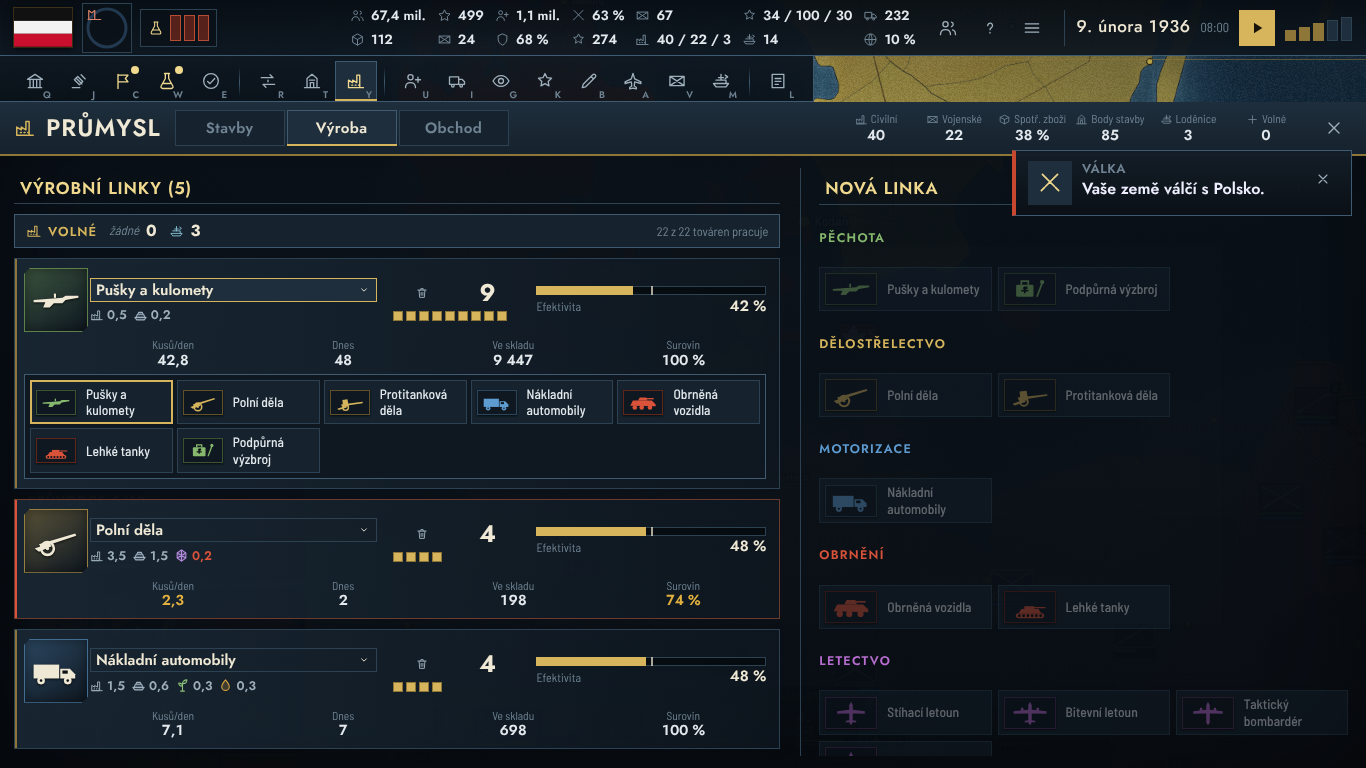 67,4 mil. 499 1,1 mil. 63 % 67 34 / 100 / 30 232
112 24 68 % 274 40 / 22 / 3 14 10 %
? 9. února 1936 08:00
Q J C W E R T Y U I G K B A V M L
PRŮMYSL Stavby Výroba Obchod
Civilní Vojenské Spotř. zboží Body stavby Loděnice Volné
40 22 38 % 85 3 0
VÁLKA
Vaše země válčí s Polskem.
VÝROBNÍ LINKY (5)
VOLNÉ žádné 0 3 22 z 22 továren pracuje
Pušky a kulomety 9
0,5 0,2 Efektivita 42 %
Kusů/den Dnes Ve skladu Surovin
42,8 48 9 447 100 %
Pušky a kulomety
Polní děla
Protitanková děla
Nákladní automobily
Obrněná vozidla
Lehké tanky
Podpůrná výzbroj
Polní děla 4
3,5 1,5 0,2 Efektivita 48 %
Kusů/den Dnes Ve skladu Surovin
2,3 2 198 74 %
Nákladní automobily 4
1,5 0,6 0,3 0,3 Efektivita 48 %
Kusů/den Dnes Ve skladu Surovin
7,1 7 698 100 %
NOVÁ LINKA
PĚCHOTA
Pušky a kulomety Podpůrná výzbroj
DĚLOSTŘELECTVO
Polní děla Protitanková děla
MOTORIZACE
Nákladní
automobily
OBRNĚNÍ
Obrněná vozidla Lehké tanky
LETECTVO
Stíhací letoun Bitevní letoun Taktický
bombardér